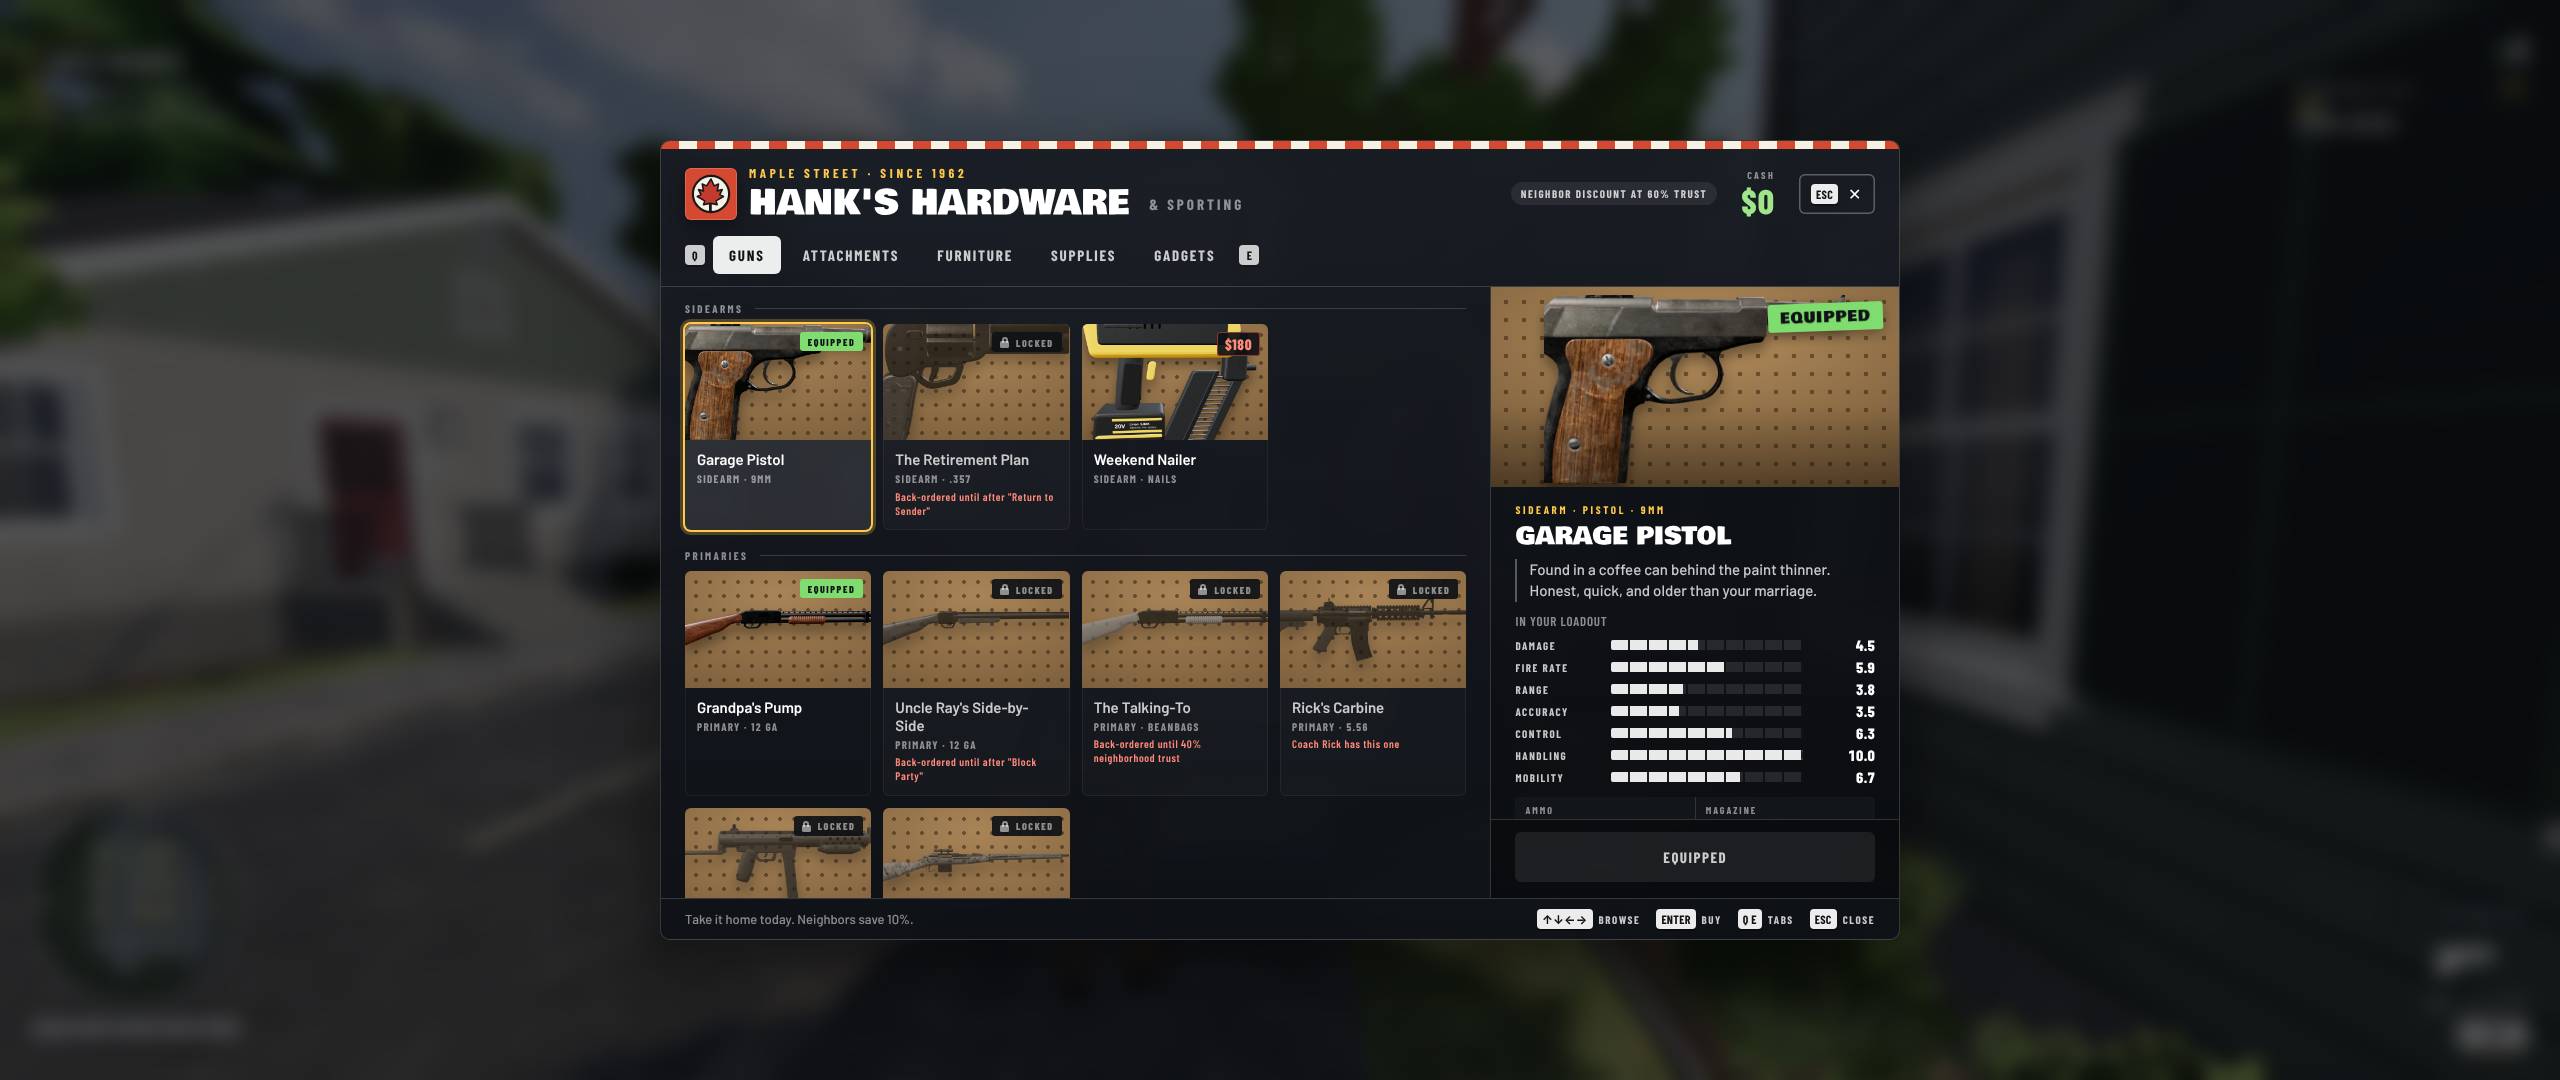 MAPLE STREET · SINCE 1962
HANK'S HARDWARE & SPORTING
NEIGHBOR DISCOUNT AT 60% TRUST
CASH
$0
ESC ✕
Q GUNS ATTACHMENTS FURNITURE SUPPLIES GADGETS E
SIDEARMS
EQUIPPED
Garage Pistol
SIDEARM · 9MM
LOCKED
The Retirement Plan
SIDEARM · .357
Back-ordered until after "Return to
Sender"
$180
20V
Weekend Nailer
SIDEARM · NAILS
PRIMARIES
EQUIPPED
Grandpa's Pump
PRIMARY · 12 GA
LOCKED
Uncle Ray's Side-by-
Side
PRIMARY · 12 GA
Back-ordered until after "Block
Party"
LOCKED
The Talking-To
PRIMARY · BEANBAGS
Back-ordered until 40%
neighborhood trust
LOCKED
Rick's Carbine
PRIMARY · 5.56
Coach Rick has this one
LOCKED
LOCKED
EQUIPPED
SIDEARM · PISTOL · 9MM
GARAGE PISTOL
Found in a coffee can behind the paint thinner.
Honest, quick, and older than your marriage.
IN YOUR LOADOUT
DAMAGE 4.5
FIRE RATE 5.9
RANGE 3.8
ACCURACY 3.5
CONTROL 6.3
HANDLING 10.0
MOBILITY 6.7
AMMO MAGAZINE
EQUIPPED
Take it home today. Neighbors save 10%.
↑↓←→ BROWSE ENTER BUY Q E TABS ESC CLOSE